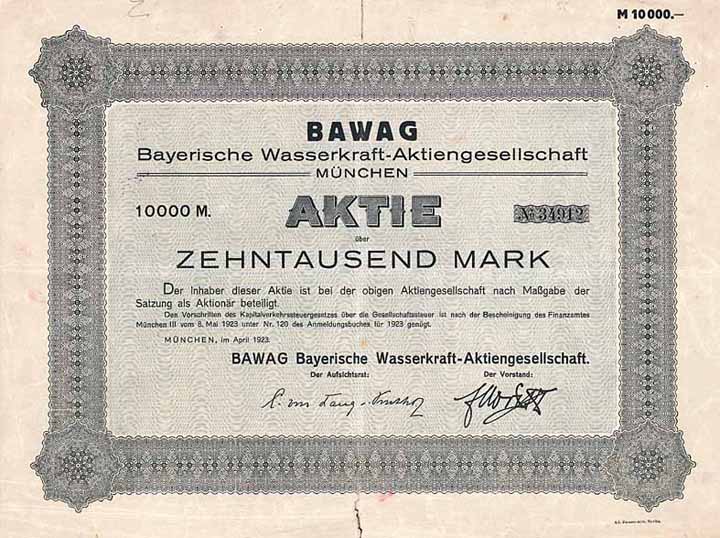 M 10000.—
BAWAG
Bayerische Wasserkraft-Aktiengesellschaft
MÜNCHEN
10000 M.
AKTIE
№ 34912
über
ZEHNTAUSEND MARK
Der Inhaber dieser Aktie ist bei der obigen Aktiengesellschaft nach Maßgabe der
Satzung als Aktionär beteiligt.
Den Vorschriften des Kapitalverkehrssteuergesetzes über die Gesellschaftsteuer ist nach der Bescheinigung des Finanzamtes
München III vom 8. Mai 1923 unter Nr. 120 des Anmeldungsbuches für 1923 genügt.
MÜNCHEN, im April 1923.
BAWAG Bayerische Wasserkraft-Aktiengesellschaft.
Der Aufsichtsrat:
Der Vorstand: